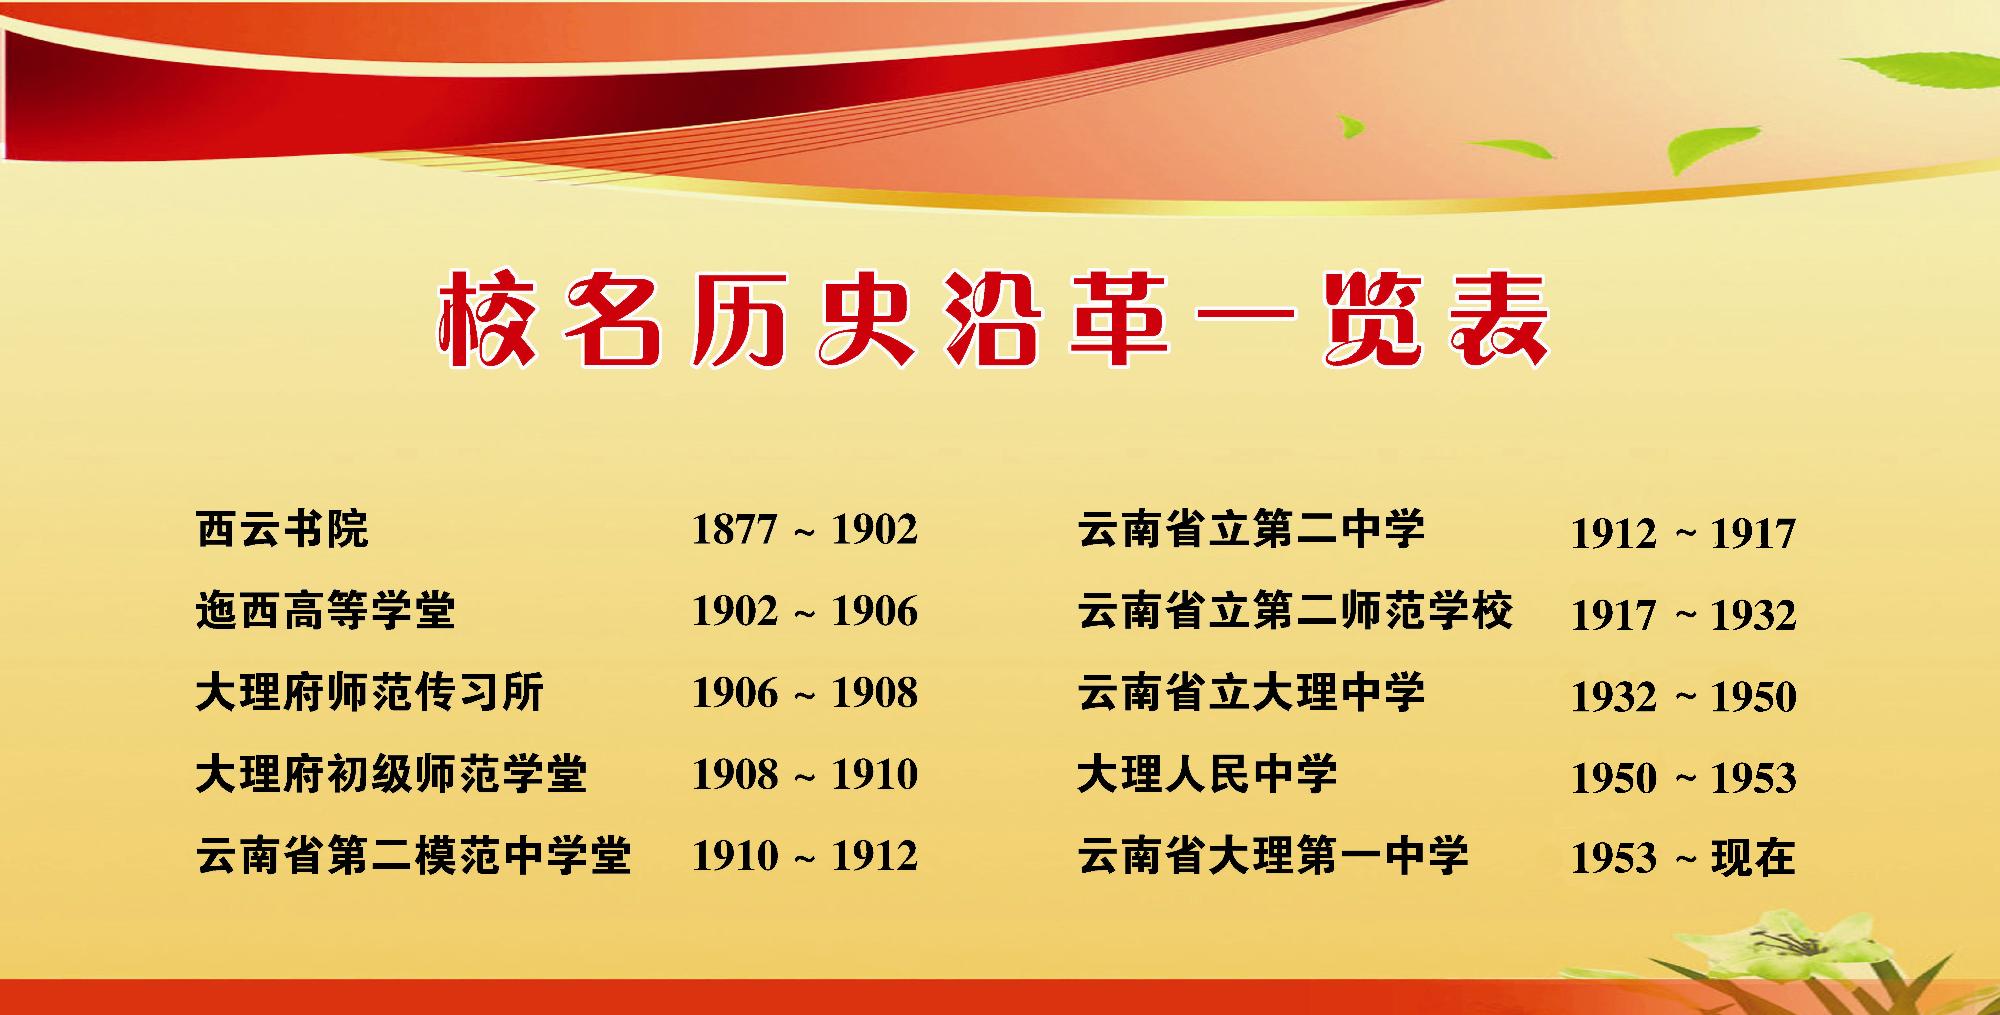 校名历史沿革一览表
西云书院 1877 ~ 1902
迤西高等学堂 1902 ~ 1906
大理府师范传习所 1906 ~ 1908
大理府初级师范学堂 1908 ~ 1910
云南省第二模范中学堂 1910 ~ 1912
云南省立第二中学 1912 ~ 1917
云南省立第二师范学校 1917 ~ 1932
云南省立大理中学 1932 ~ 1950
大理人民中学 1950 ~ 1953
云南省大理第一中学 1953 ~ 现在